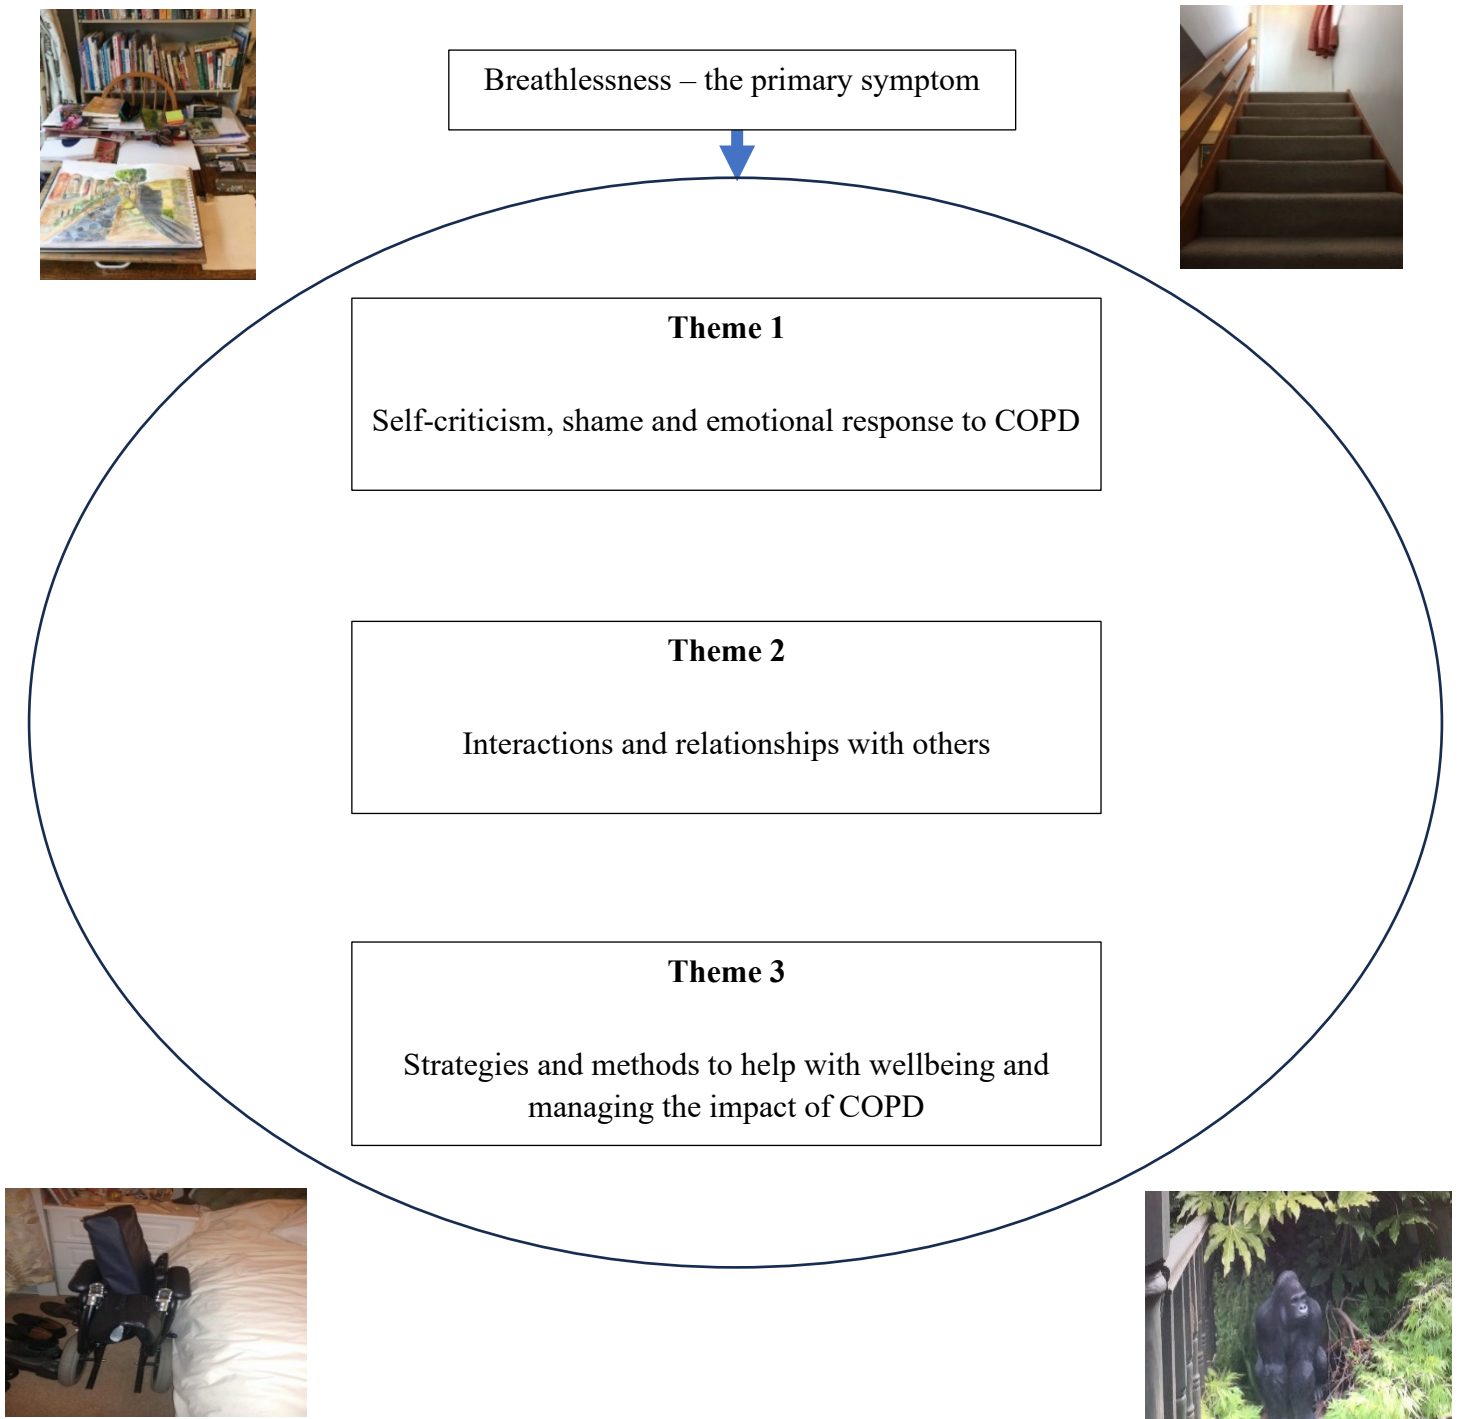 Breathlessness – the primary symptom
Theme 1
Self-criticism, shame and emotional response to COPD
Theme 2
Interactions and relationships with others
Theme 3
Strategies and methods to help with wellbeing and
managing the impact of COPD